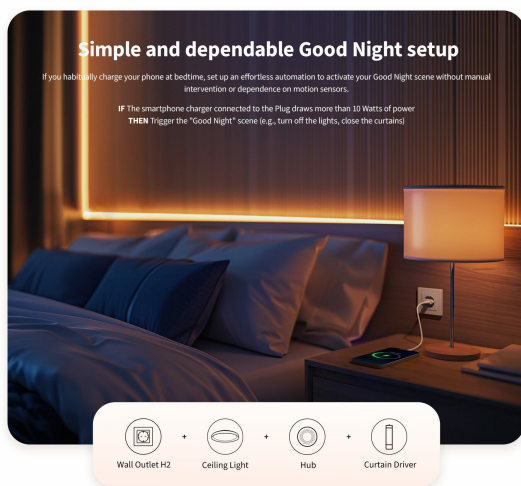 Simple and dependable Good Night setup
If you habitually charge your phone at bedtime, set up an effortless automation to activate your Good Night scene without manual
intervention or dependence on motion sensors.
IF The smartphone charger connected to the Plug draws more than 10 Watts of power
THEN Trigger the "Good Night" scene (e.g., turn off the lights, close the curtains)
Wall Outlet H2 + Ceiling Light + Hub + Curtain Driver